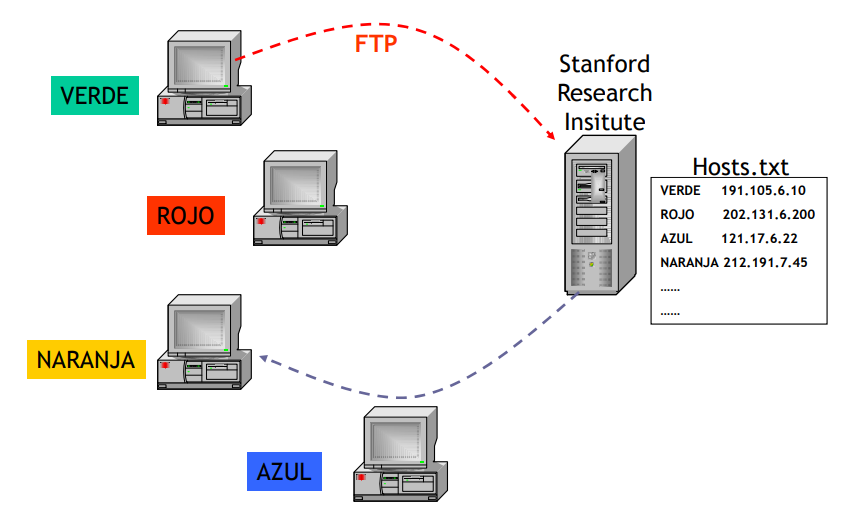 FTP
Stanford
Research
Insitute
VERDE
ROJO
NARANJA
AZUL
Hosts.txt
VERDE 191.105.6.10
ROJO 202.131.6.200
AZUL 121.17.6.22
NARANJA 212.191.7.45
......
......